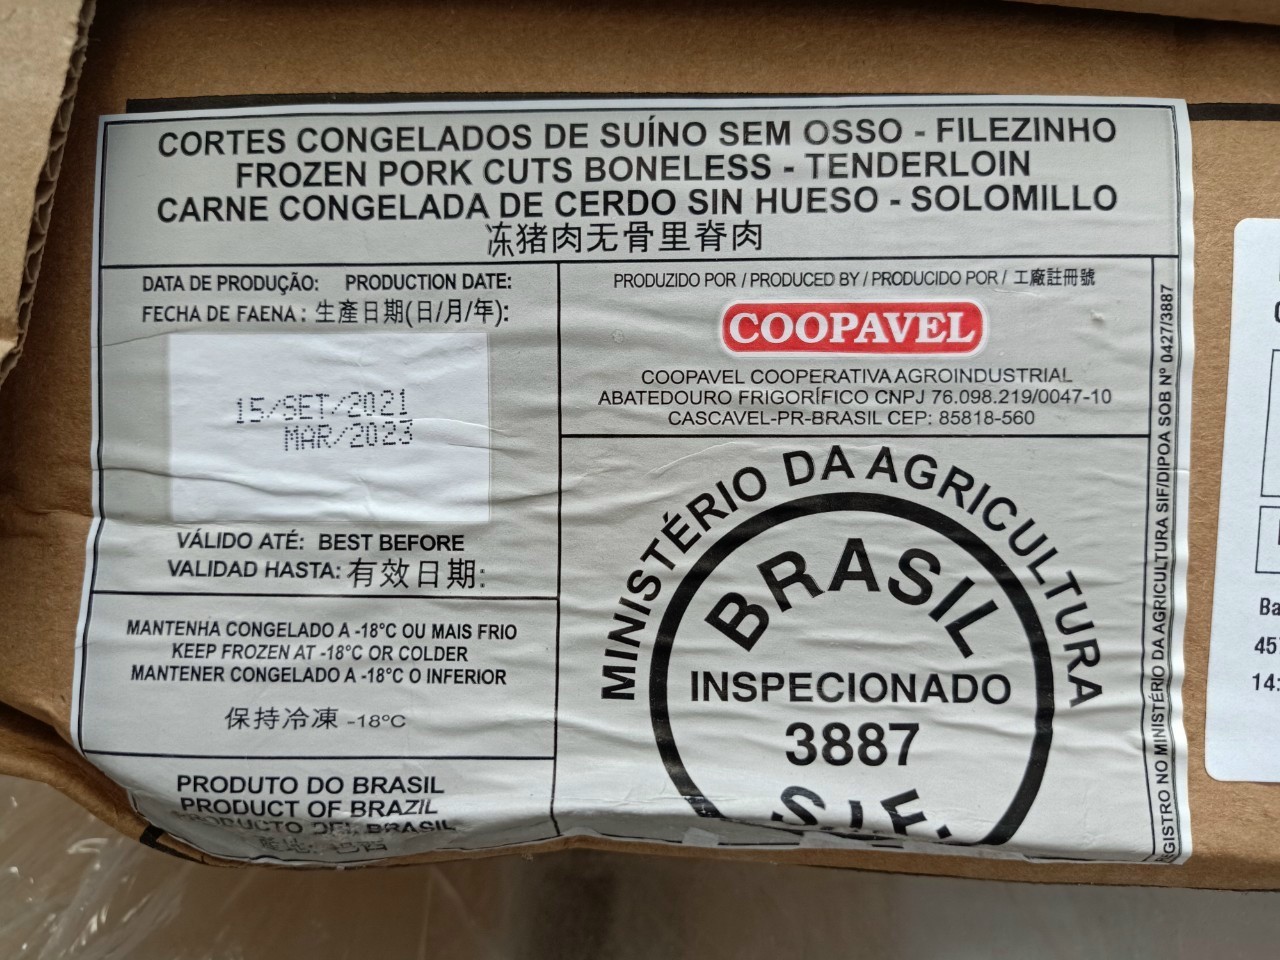 CORTES CONGELADOS DE SUÍNO SEM OSSO - FILEZINHO
FROZEN PORK CUTS BONELESS - TENDERLOIN
CARNE CONGELADA DE CERDO SIN HUESO - SOLOMILLO
冻猪肉无骨里脊肉
DATA DE PRODUÇÃO: PRODUCTION DATE:
FECHA DE FAENA: 生產日期(日/月/年):
15/SET/2021
MAR/2023
VÁLIDO ATÉ: BEST BEFORE
VALIDAD HASTA: 有效日期:
MANTENHA CONGELADO A -18°C OU MAIS FRIO
KEEP FROZEN AT -18°C OR COLDER
MANTENER CONGELADO A -18°C O INFERIOR
保持冷凍 -18°C
PRODUTO DO BRASIL
PRODUCT OF BRAZIL
PRODUCTO DEL BRASIL
PRODUZIDO POR / PRODUCED BY / PRODUCIDO POR / 工廠註冊號
COOPAVEL
COOPAVEL COOPERATIVA AGROINDUSTRIAL
ABATEDOURO FRIGORÍFICO CNPJ 76.098.219/0047-10
CASCAVEL-PR-BRASIL CEP: 85818-560
MINISTÉRIO DA AGRICULTURA
BRASIL
INSPECIONADO
3887
S.I.F.
REGISTRO NO MINISTÉRIO DA AGRICULTURA SIF/DIPOA SOB Nº 0427/3887
Ba
45
14: